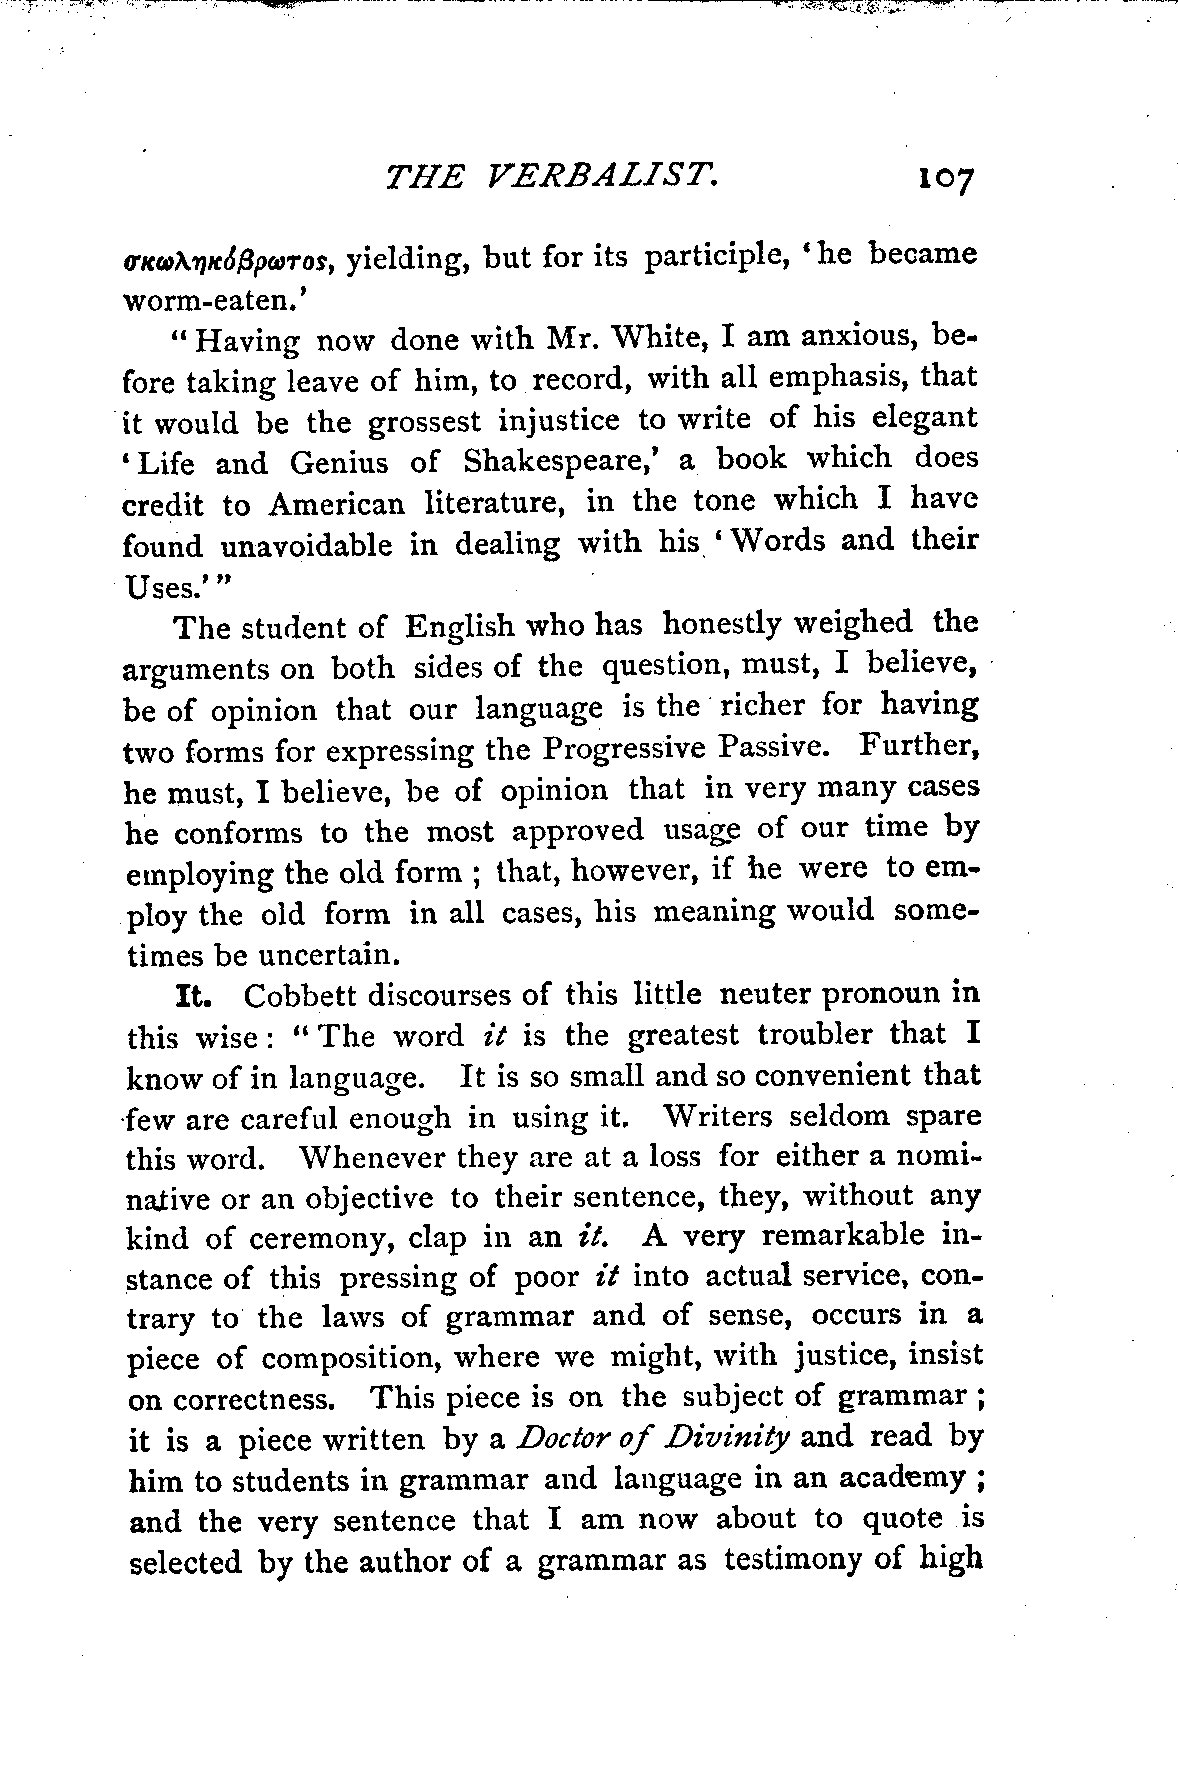 THE VERBALIST. 107
σκωληκόβρωτος, yielding, but for its participle, ‘he became
worm-eaten.’
“Having now done with Mr. White, I am anxious, be-
fore taking leave of him, to record, with all emphasis, that
it would be the grossest injustice to write of his elegant
‘Life and Genius of Shakespeare,’ a book which does
credit to American literature, in the tone which I have
found unavoidable in dealing with his ‘Words and their
Uses.’”
The student of English who has honestly weighed the
arguments on both sides of the question, must, I believe,
be of opinion that our language is the richer for having
two forms for expressing the Progressive Passive. Further,
he must, I believe, be of opinion that in very many cases
he conforms to the most approved usage of our time by
employing the old form ; that, however, if he were to em-
ploy the old form in all cases, his meaning would some-
times be uncertain.
It. Cobbett discourses of this little neuter pronoun in
this wise : “The word it is the greatest troubler that I
know of in language. It is so small and so convenient that
few are careful enough in using it. Writers seldom spare
this word. Whenever they are at a loss for either a nomi-
native or an objective to their sentence, they, without any
kind of ceremony, clap in an it. A very remarkable in-
stance of this pressing of poor it into actual service, con-
trary to the laws of grammar and of sense, occurs in a
piece of composition, where we might, with justice, insist
on correctness. This piece is on the subject of grammar ;
it is a piece written by a Doctor of Divinity and read by
him to students in grammar and language in an academy ;
and the very sentence that I am now about to quote is
selected by the author of a grammar as testimony of high